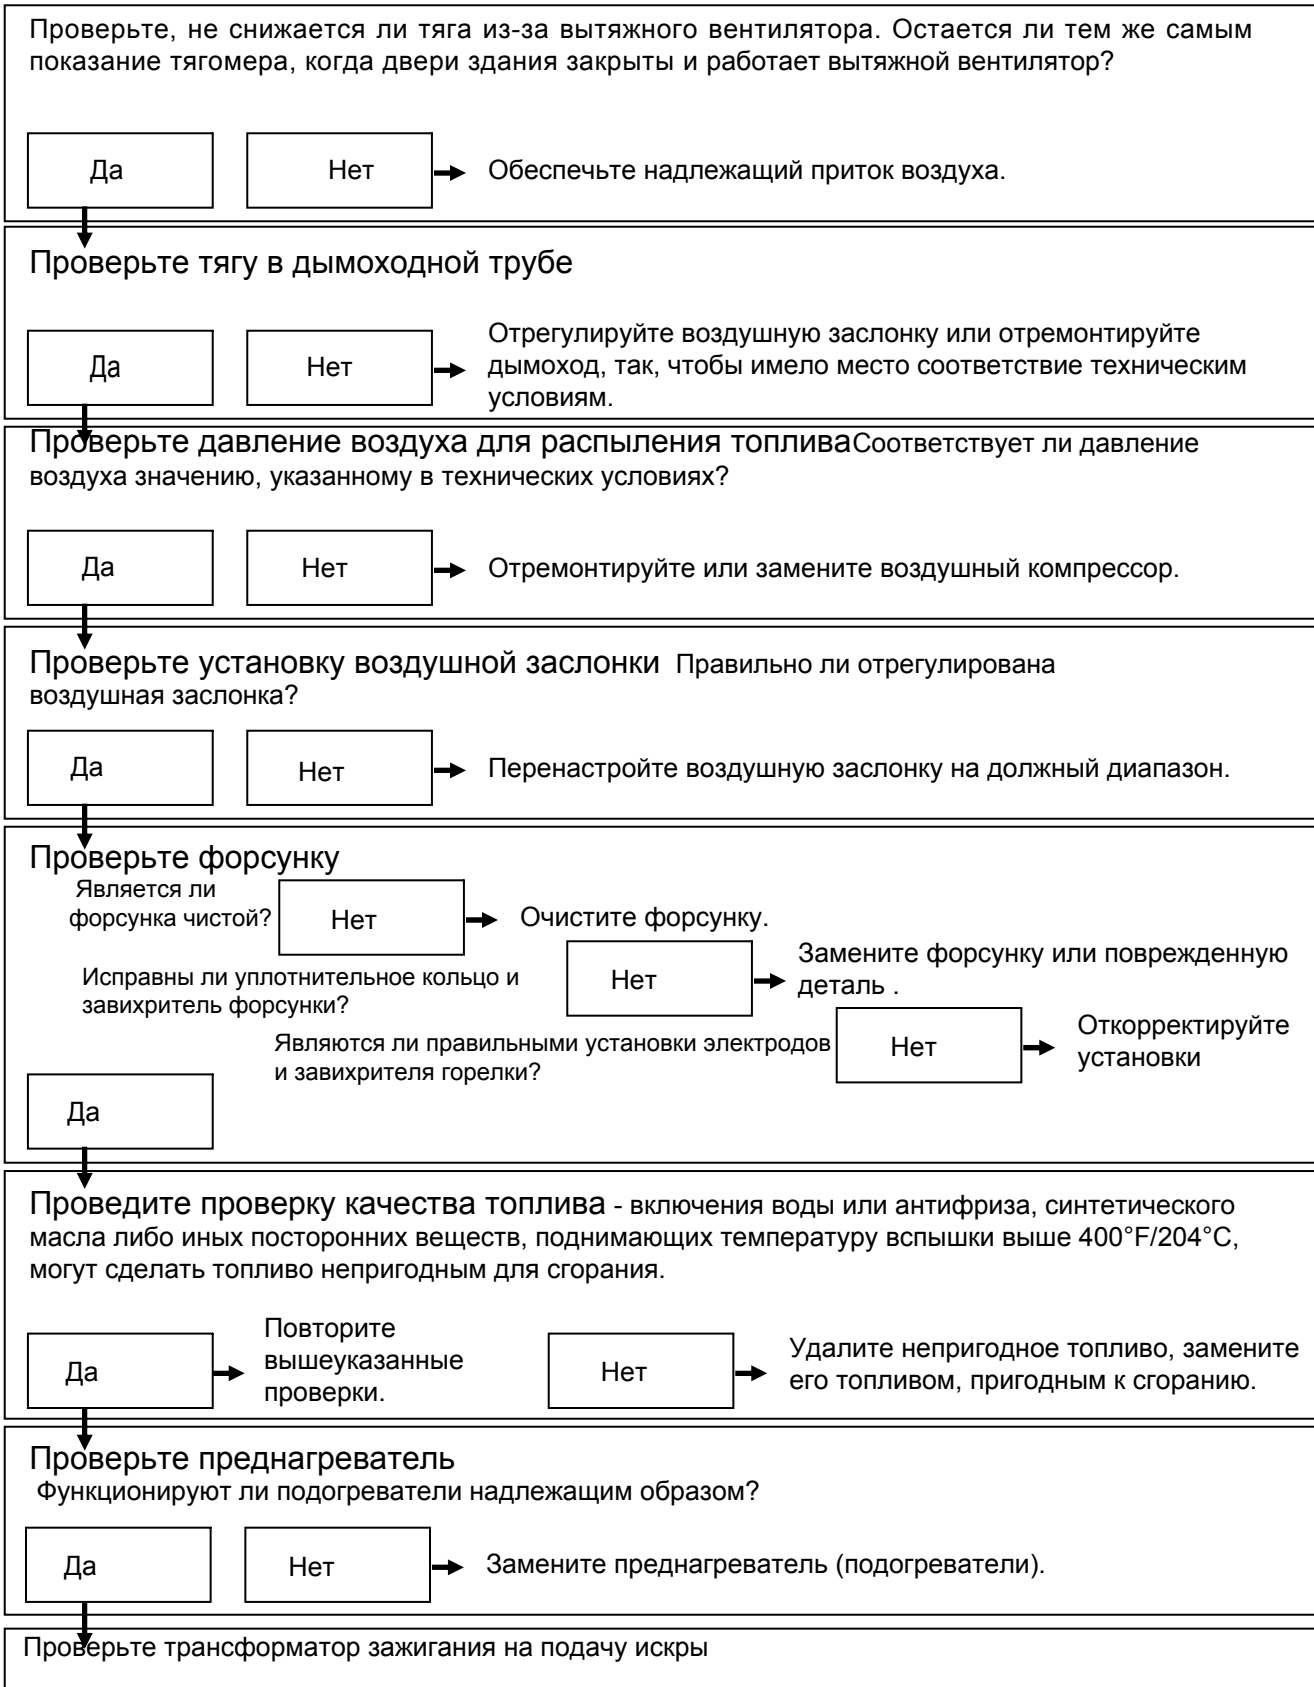 Проверьте, не снижается ли тяга из-за вытяжного вентилятора. Остается ли тем же самым
показание тягомера, когда двери здания закрыты и работает вытяжной вентилятор?
Да
Нет
Обеспечьте надлежащий приток воздуха.
Проверьте тягу в дымоходной трубе
Да
Нет
Отрегулируйте воздушную заслонку или отремонтируйте
дымоход, так, чтобы имело место соответствие техническим
условиям.
Проверьте давление воздуха для распыления топливаСоответствует ли давление
воздуха значению, указанному в технических условиях?
Да
Нет
Отремонтируйте или замените воздушный компрессор.
Проверьте установку воздушной заслонки Правильно ли отрегулирована
воздушная заслонка?
Да
Нет
Перенастройте воздушную заслонку на должный диапазон.
Проверьте форсунку
Является ли
форсунка чистой?
Нет
Очистите форсунку.
Исправны ли уплотнительное кольцо и
завихритель форсунки?
Нет
Замените форсунку или поврежденную
деталь .
Являются ли правильными установки электродов
и завихрителя горелки?
Нет
Откорректируйте
установки
Да
Проведите проверку качества топлива - включения воды или антифриза, синтетического
масла либо иных посторонних веществ, поднимающих температуру вспышки выше 400°F/204°C,
могут сделать топливо непригодным для сгорания.
Да
Повторите
вышеуказанные
проверки.
Нет
Удалите непригодное топливо, замените
его топливом, пригодным к сгоранию.
Проверьте преднагреватель
Функционируют ли подогреватели надлежащим образом?
Да
Нет
Замените преднагреватель (подогреватели).
Проверьте трансформатор зажигания на подачу искры